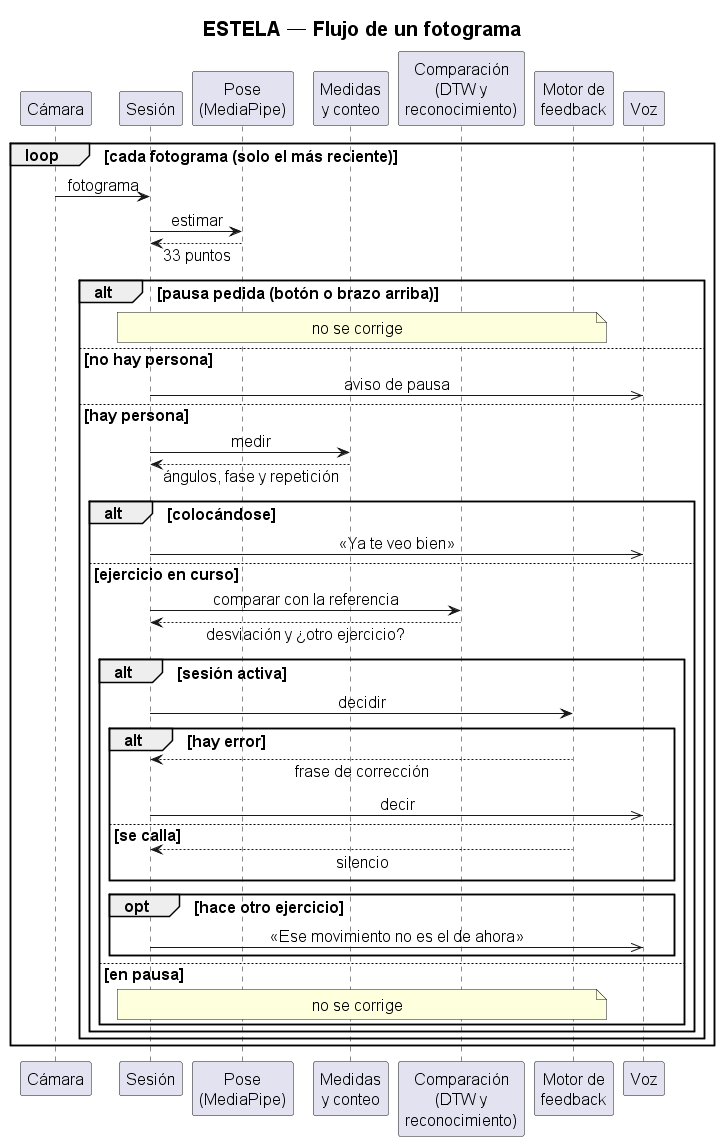 ESTELA — Flujo de un fotograma
Cámara
Sesión
Pose
(MediaPipe)
Medidas
y conteo
Comparación
(DTW y
reconocimiento)
Motor de
feedback
Voz
loop [cada fotograma (solo el más reciente)]
fotograma
estimar
33 puntos
alt [pausa pedida (botón o brazo arriba)]
no se corrige
[no hay persona]
aviso de pausa
[hay persona]
medir
ángulos, fase y repetición
alt [colocándose]
«Ya te veo bien»
[ejercicio en curso]
comparar con la referencia
desviación y ¿otro ejercicio?
alt [sesión activa]
decidir
alt [hay error]
frase de corrección
decir
[se calla]
silencio
opt [hace otro ejercicio]
«Ese movimiento no es el de ahora»
[en pausa]
no se corrige
Cámara
Sesión
Pose
(MediaPipe)
Medidas
y conteo
Comparación
(DTW y
reconocimiento)
Motor de
feedback
Voz